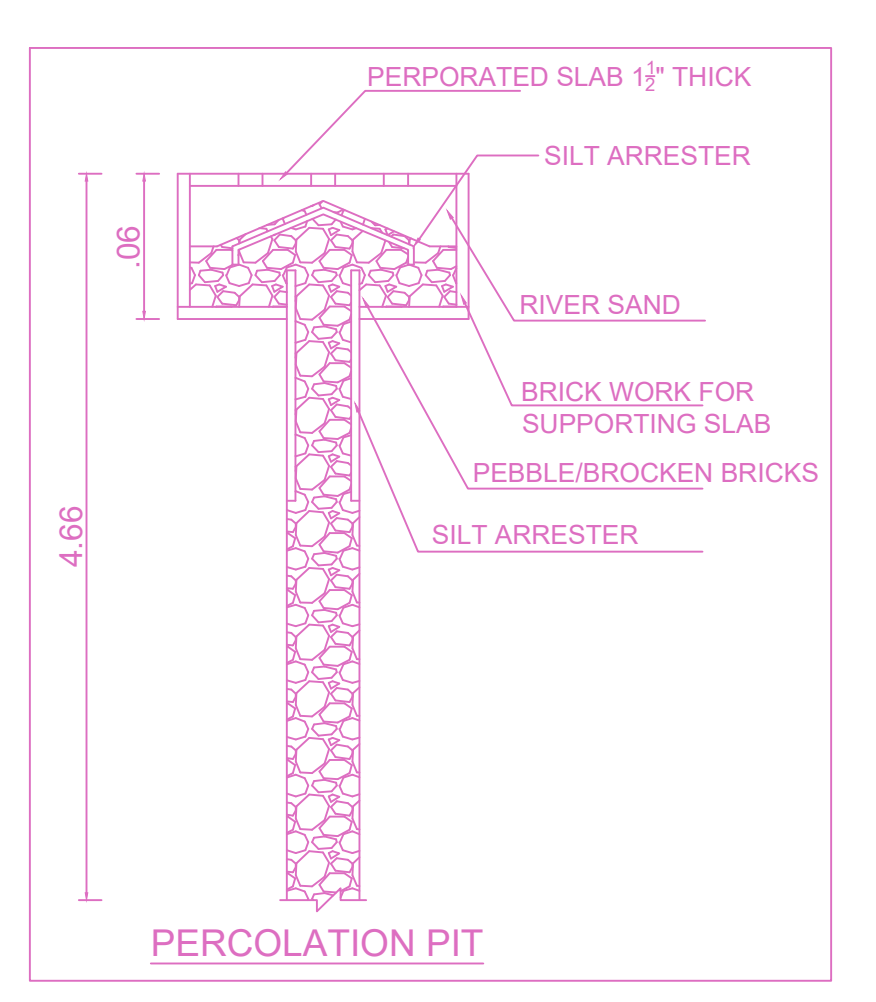 PERPORATED SLAB 1½" THICK
SILT ARRESTER
.06
RIVER SAND
BRICK WORK FOR
SUPPORTING SLAB
PEBBLE/BROCKEN BRICKS
4.66
SILT ARRESTER
PERCOLATION PIT